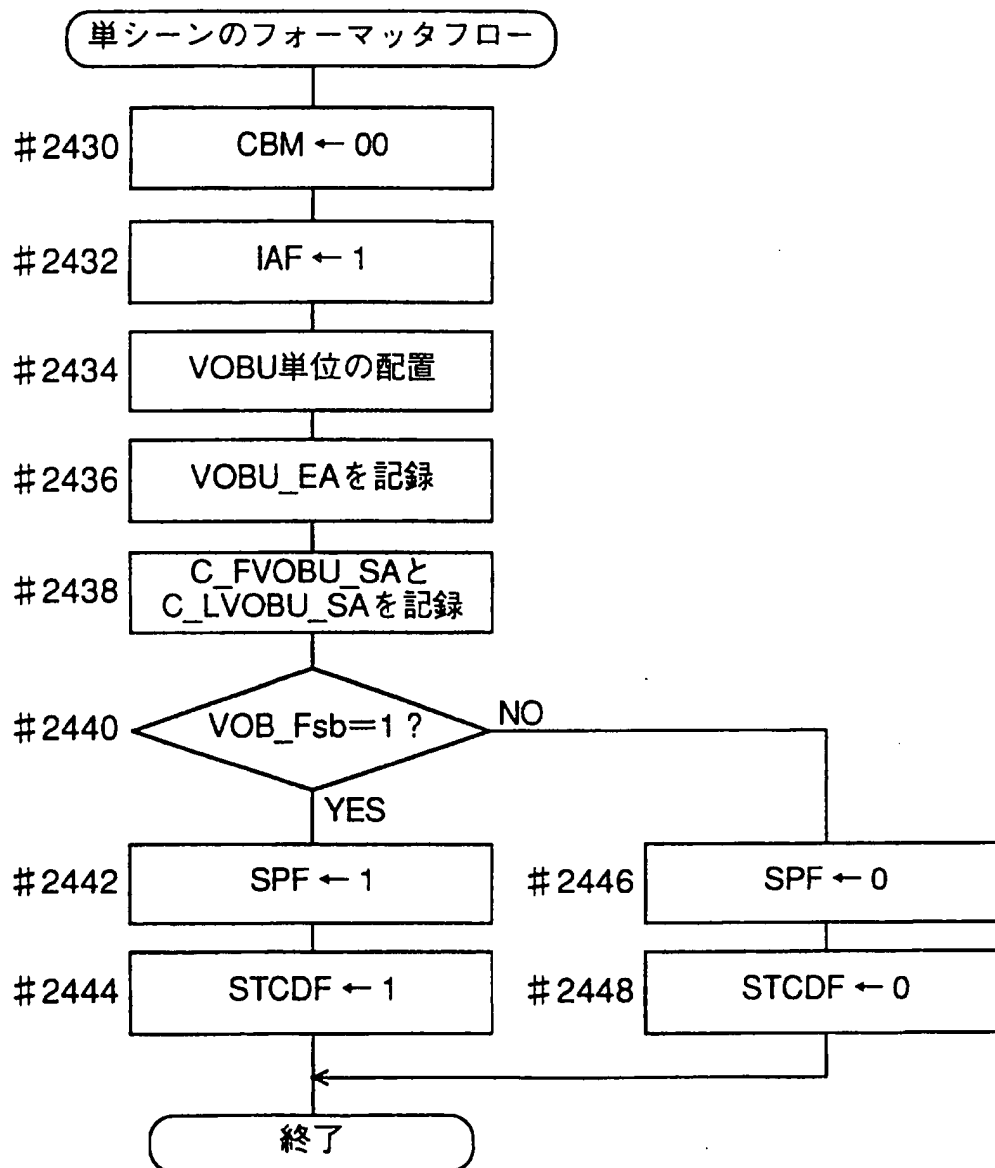 単シーンのフォーマッタフロー
#2430
CBM ← 00
#2432
IAF ← 1
#2434
VOBU単位の配置
#2436
VOBU_EAを記録
#2438
C_FVOBU_SAと
C_LVOBU_SAを記録
#2440
VOB_Fsb=1?
NO
YES
#2442
SPF ← 1
#2446
SPF ← 0
#2444
STCDF ← 1
#2448
STCDF ← 0
終了